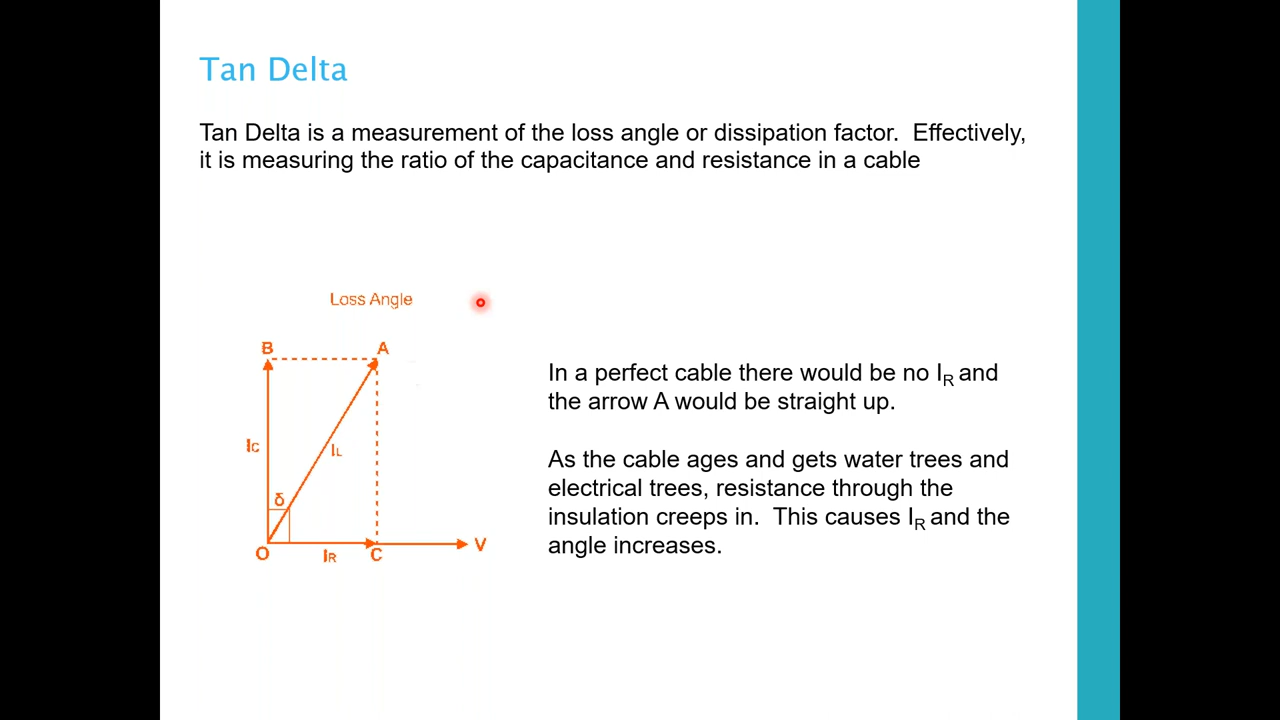 Tan Delta
Tan Delta is a measurement of the loss angle or dissipation factor.  Effectively,
it is measuring the ratio of the capacitance and resistance in a cable
Loss Angle
B
A
IC
IL
δ
O
IR
C
V
In a perfect cable there would be no IR and
the arrow A would be straight up.
As the cable ages and gets water trees and
electrical trees, resistance through the
insulation creeps in.  This causes IR and the
angle increases.